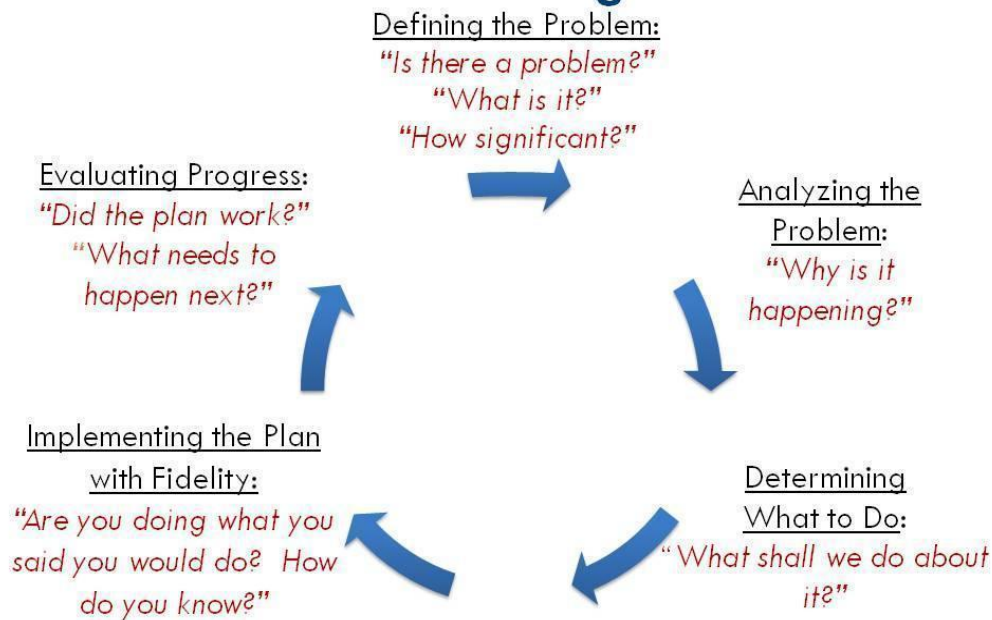 Defining the Problem:
“Is there a problem?”
“What is it?”
“How significant?”
Analyzing the
Problem:
“Why is it
happening?”
Determining
What to Do:
“What shall we do about
it?”
Implementing the Plan
with Fidelity:
“Are you doing what you
said you would do?  How
do you know?”
Evaluating Progress:
“Did the plan work?”
“What needs to
happen next?”